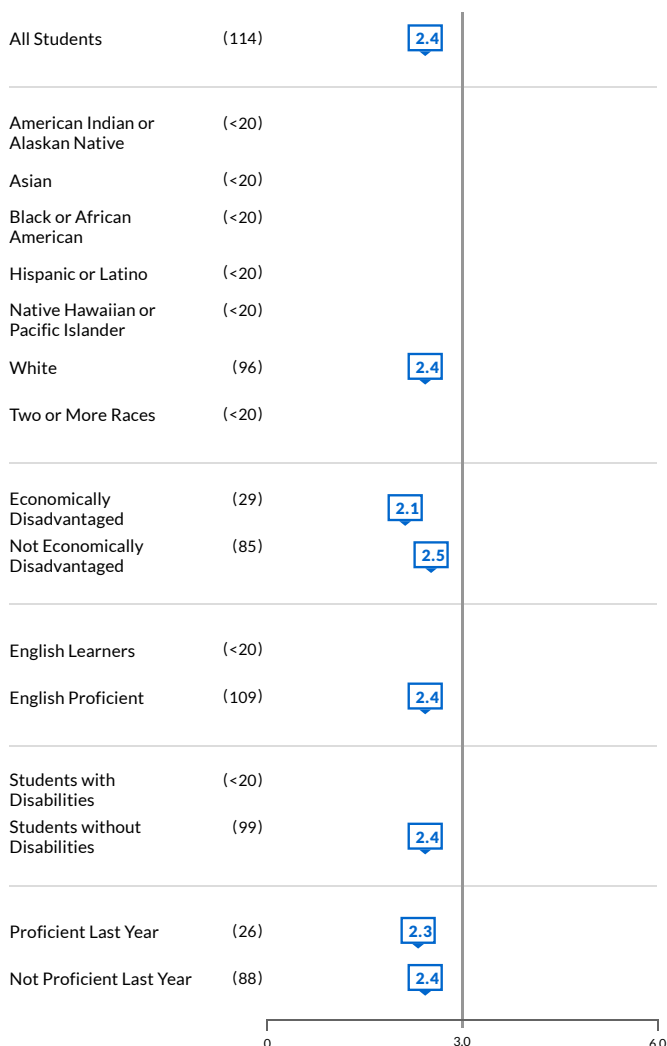 All Students (114) 2.4
American Indian or (<20)
Alaskan Native
Asian (<20)
Black or African (<20)
American
Hispanic or Latino (<20)
Native Hawaiian or (<20)
Pacific Islander
White (96) 2.4
Two or More Races (<20)
Economically (29) 2.1
Disadvantaged
Not Economically (85) 2.5
Disadvantaged
English Learners (<20)
English Proficient (109) 2.4
Students with (<20)
Disabilities
Students without (99) 2.4
Disabilities
Proficient Last Year (26) 2.3
Not Proficient Last Year (88) 2.4
0 3.0 6.0